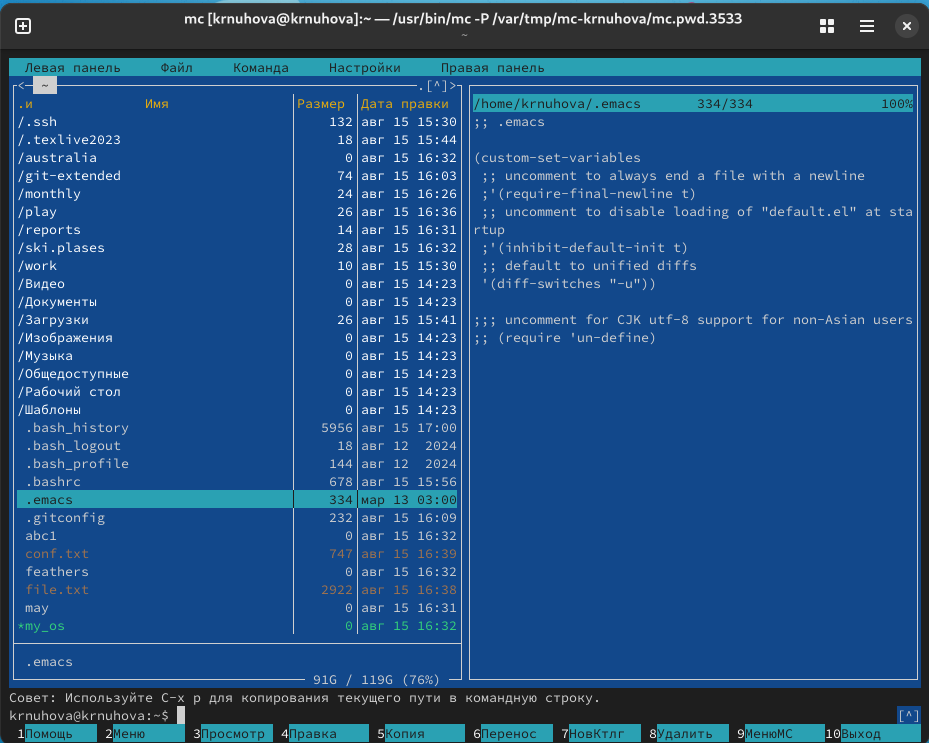 mc [krnuhova@krnuhova]:~ — /usr/bin/mc -P /var/tmp/mc-krnuhova/mc.pwd.3533
~
Левая панель Файл Команда Настройки Правая панель
<─ ~ .[^]>
.и Имя Размер Дата правки
/.ssh 132 авг 15 15:30
/.texlive2023 18 авг 15 15:44
/australia 0 авг 15 16:32
/git-extended 74 авг 15 16:03
/monthly 24 авг 15 16:26
/play 26 авг 15 16:36
/reports 14 авг 15 16:31
/ski.plases 28 авг 15 16:32
/work 10 авг 15 15:30
/Видео 0 авг 15 14:23
/Документы 0 авг 15 14:23
/Загрузки 26 авг 15 15:41
/Изображения 0 авг 15 14:23
/Музыка 0 авг 15 14:23
/Общедоступные 0 авг 15 14:23
/Рабочий стол 0 авг 15 14:23
/Шаблоны 0 авг 15 14:23
.bash_history 5956 авг 15 17:00
.bash_logout 18 авг 12 2024
.bash_profile 144 авг 12 2024
.bashrc 678 авг 15 15:56
.emacs 334 мар 13 03:00
.gitconfig 232 авг 15 16:09
abc1 0 авг 15 16:32
conf.txt 747 авг 15 16:39
feathers 0 авг 15 16:32
file.txt 2922 авг 15 16:38
may 0 авг 15 16:31
*my_os 0 авг 15 16:32
.emacs
91G / 119G (76%)
/home/krnuhova/.emacs 334/334 100%
;; .emacs
(custom-set-variables
;; uncomment to always end a file with a newline
;'(require-final-newline t)
;; uncomment to disable loading of "default.el" at sta
rtup
;'(inhibit-default-init t)
;; default to unified diffs
'(diff-switches "-u"))
;;; uncomment for CJK utf-8 support for non-Asian users
;; (require 'un-define)
Совет: Используйте C-x p для копирования текущего пути в командную строку.
krnuhova@krnuhova:~$ [^]
1Помощь 2Меню 3Просмотр 4Правка 5Копия 6Перенос 7НовКтлг 8Удалить 9МенюMC 10Выход